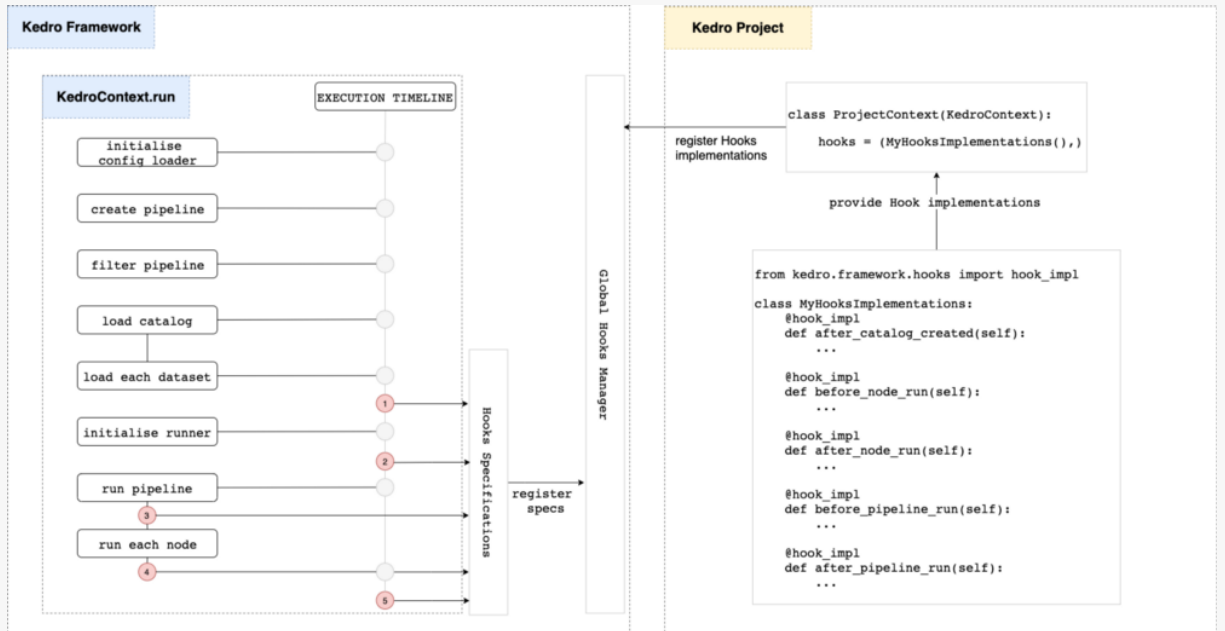 Kedro Framework
KedroContext.run
EXECUTION TIMELINE
initialise
config loader
create pipeline
filter pipeline
load catalog
load each dataset
1
initialise runner
2
run pipeline
3
run each node
4
5
Hooks Specifications
register
specs
Global Hooks Manager
Kedro Project
register Hooks
implementations
class ProjectContext(KedroContext):
hooks = (MyHooksImplementations(),)
provide Hook implementations
from kedro.framework.hooks import hook_impl
class MyHooksImplementations:
@hook_impl
def after_catalog_created(self):
...
@hook_impl
def before_node_run(self):
...
@hook_impl
def after_node_run(self):
...
@hook_impl
def before_pipeline_run(self):
...
@hook_impl
def after_pipeline_run(self):
...